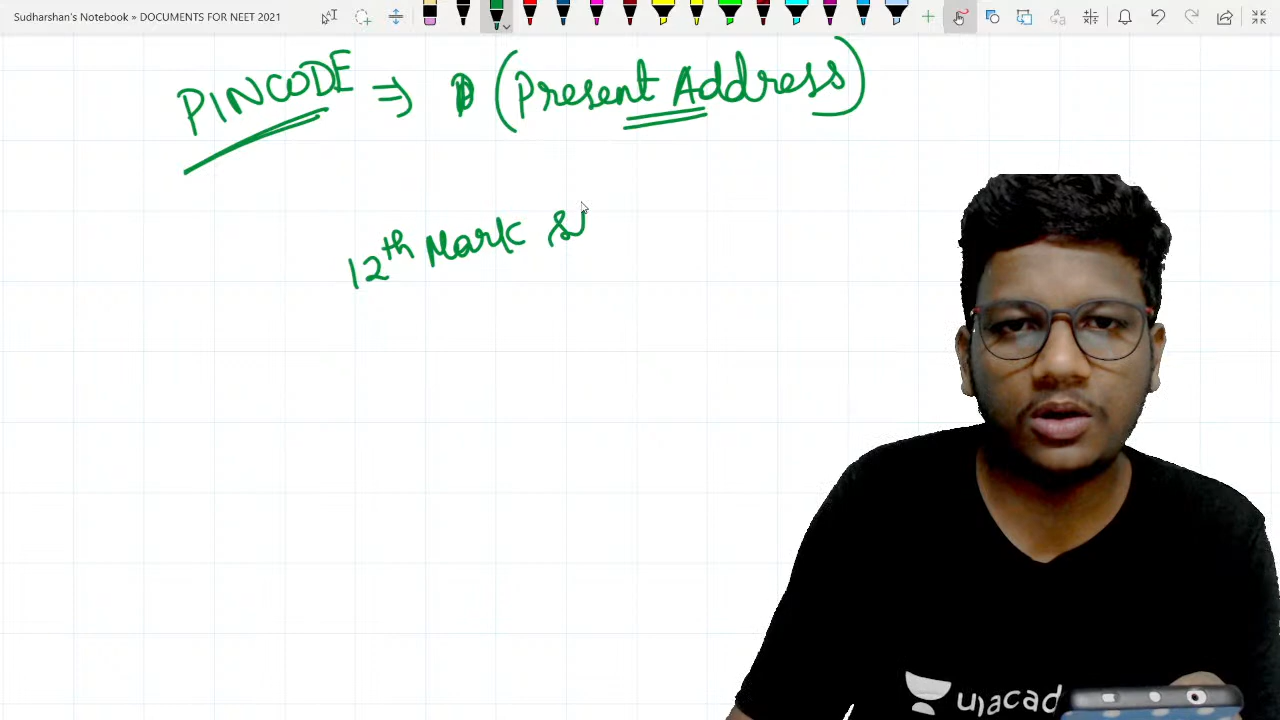 Sudharshan's Notebook » DOCUMENTS FOR NEET 2021
PINCODE ⇒ (Present Address)
12th Mark S
unacad